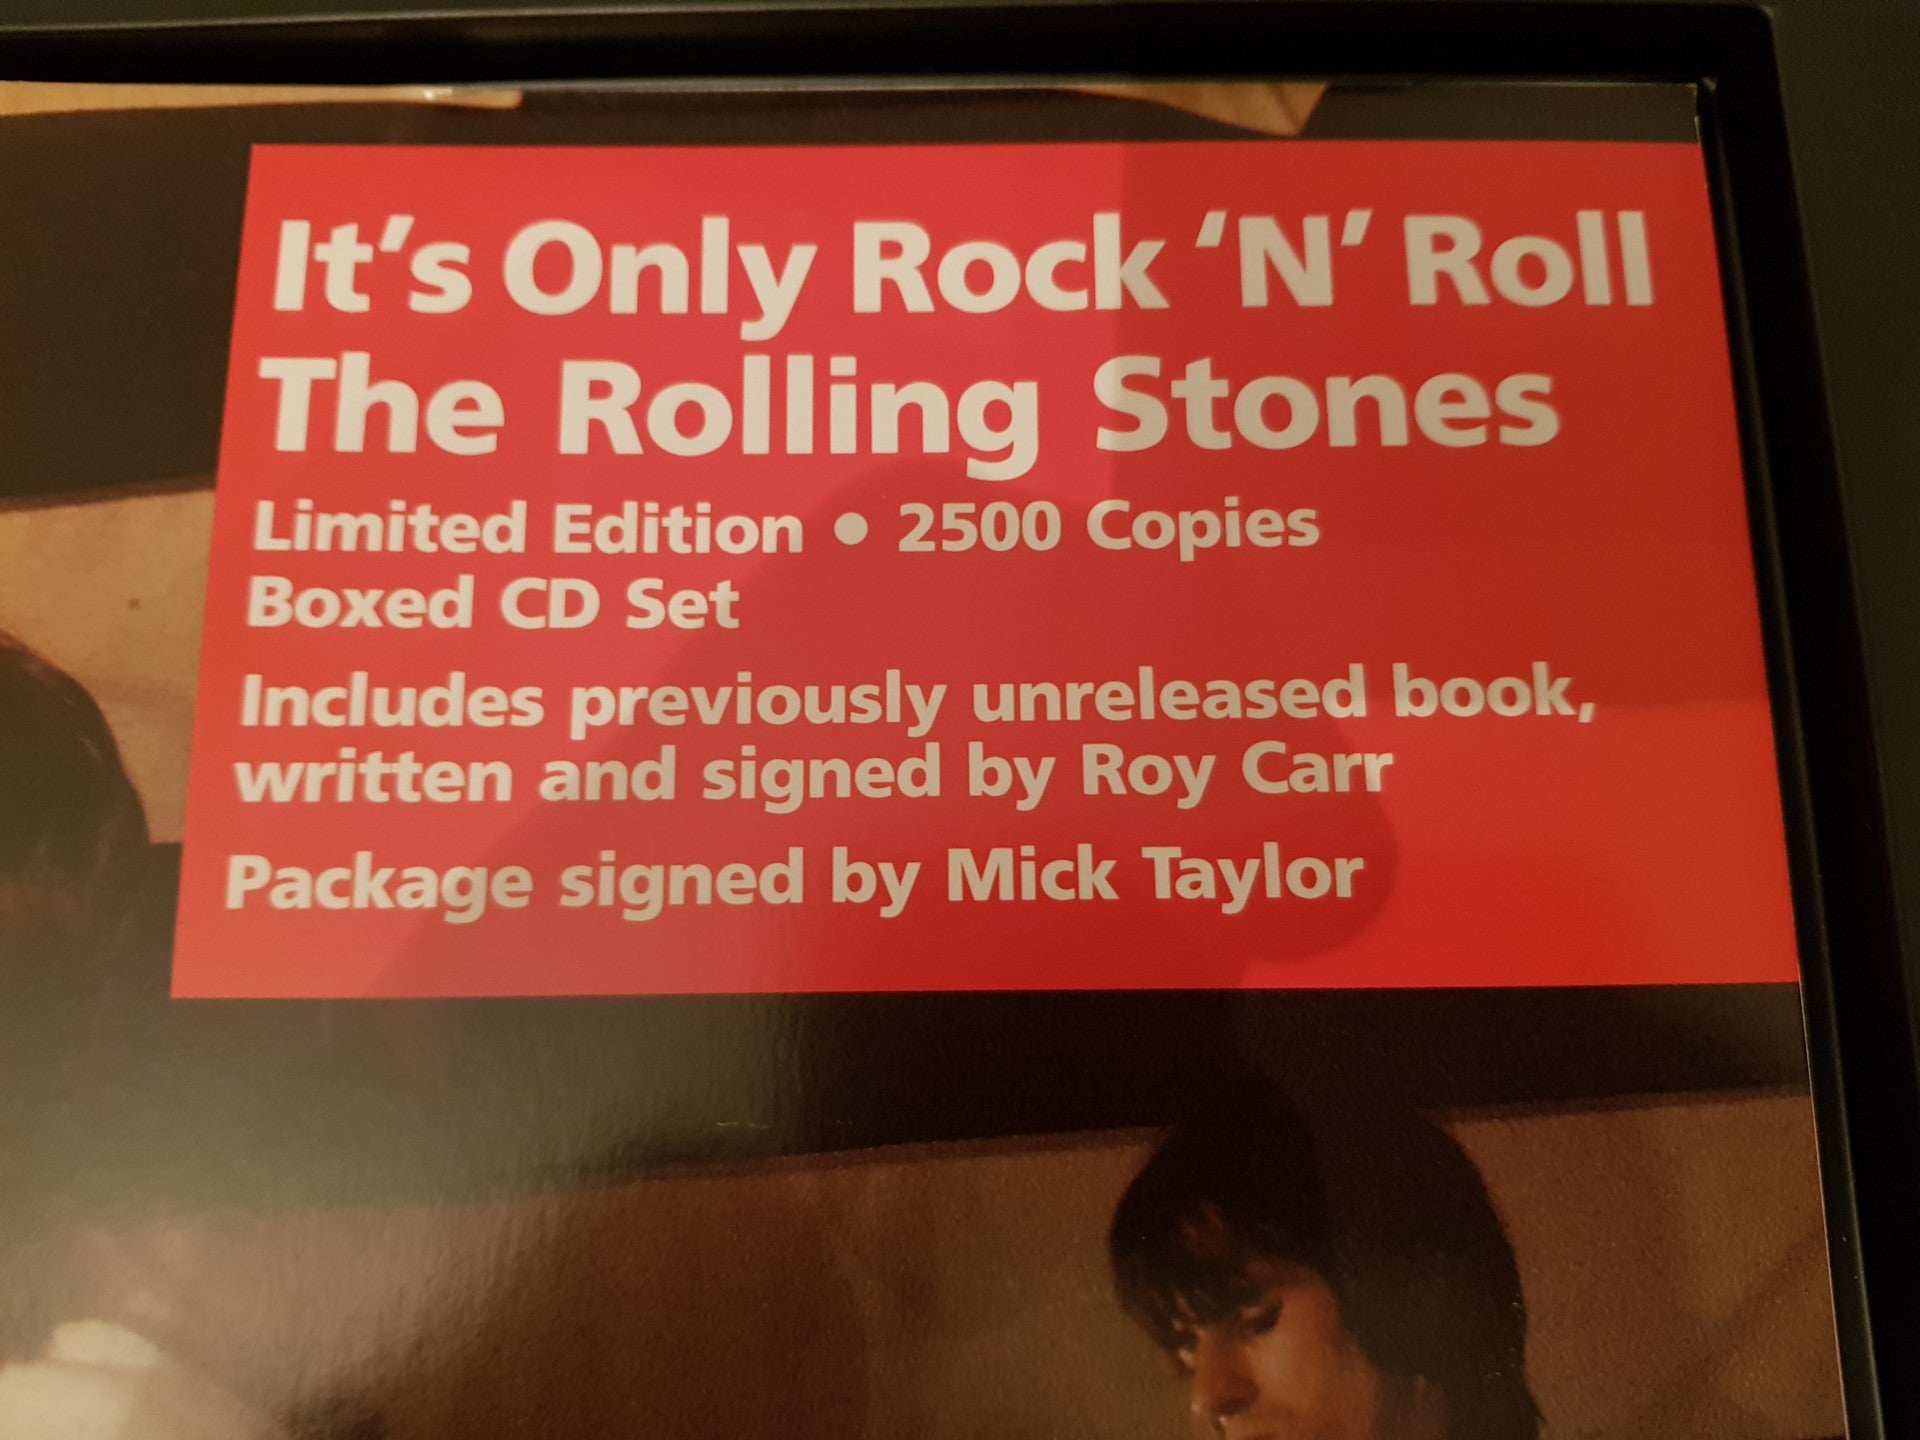 It's Only Rock ‘N’ Roll
The Rolling Stones
Limited Edition • 2500 Copies
Boxed CD Set
Includes previously unreleased book,
written and signed by Roy Carr
Package signed by Mick Taylor